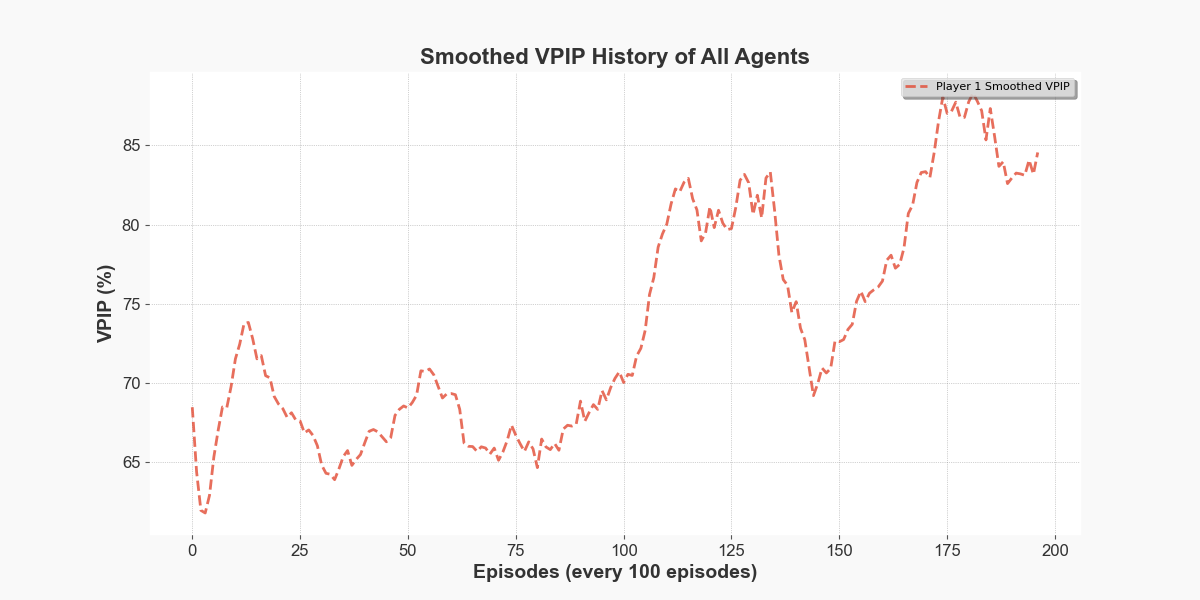 Smoothed VPIP History of All Agents
Player 1 Smoothed VPIP
85
80
75
70
65
VPIP (%)
0 25 50 75 100 125 150 175 200
Episodes (every 100 episodes)